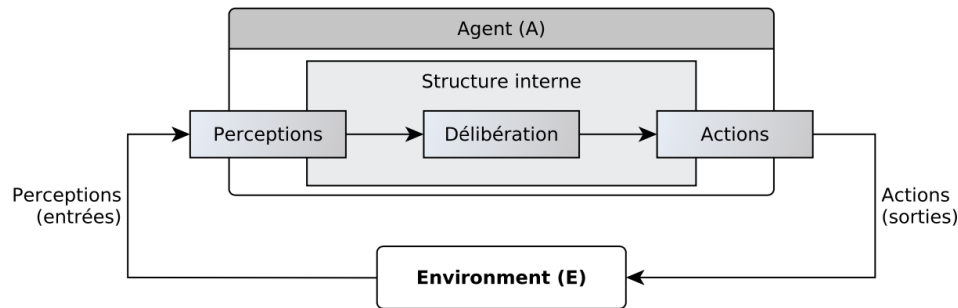 Agent (A)
Structure interne
Perceptions
Délibération
Actions
Perceptions
(entrées)
Actions
(sorties)
Environment (E)